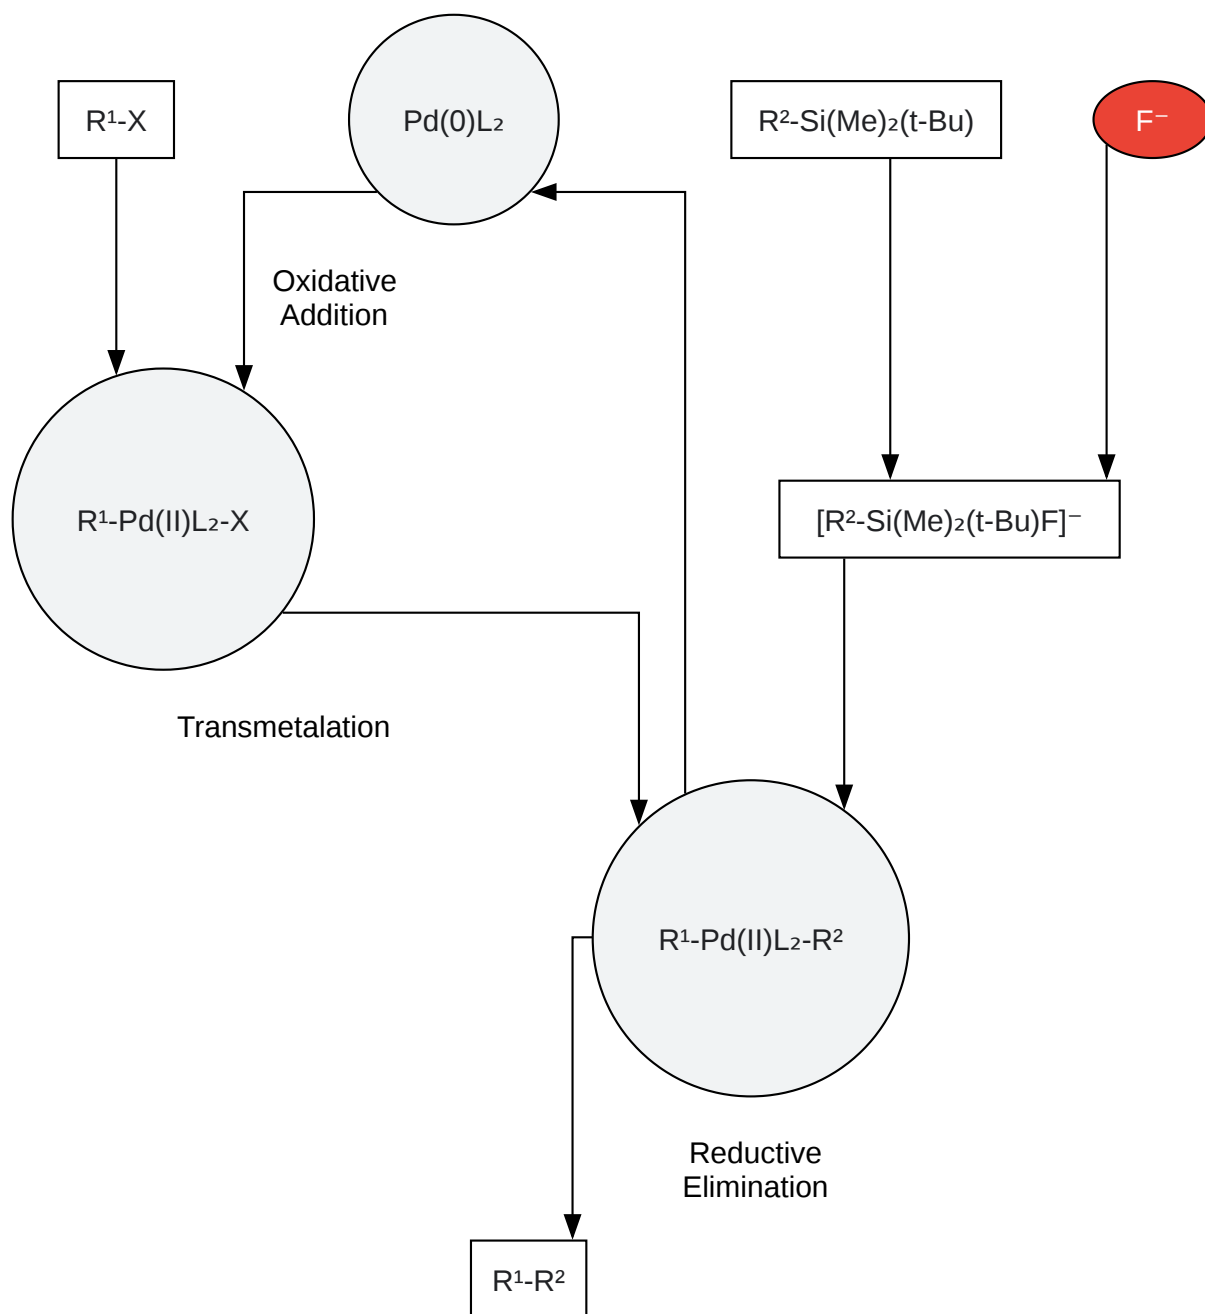 R¹-X
Pd(0)L₂
R²-Si(Me)₂(t-Bu)
F⁻
Oxidative
Addition
R¹-Pd(II)L₂-X
[R²-Si(Me)₂(t-Bu)F]⁻
Transmetalation
R¹-Pd(II)L₂-R²
Reductive
Elimination
R¹-R²